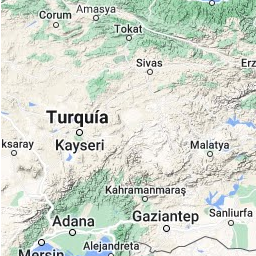 Amasya
Corum
Tokat
Sivas
Erz
Turquía
Kayseri
ksaray
Malatya
Kahramanmaraş
Gaziantep
Sanliurfa
Adana
Alejandreta
Mersin